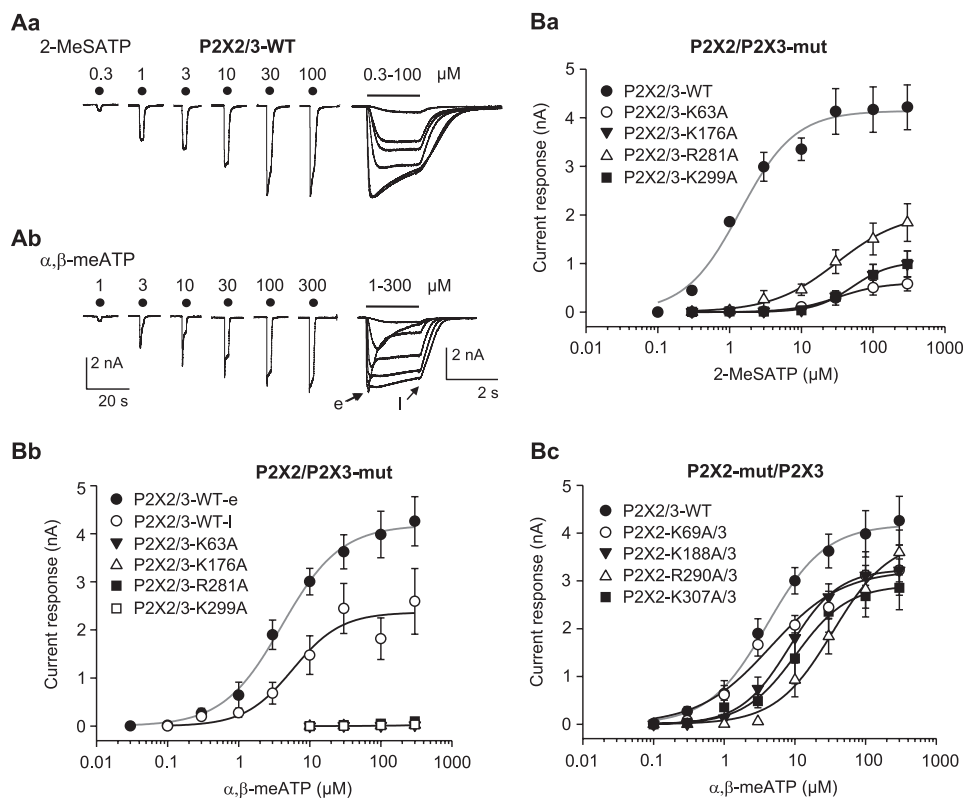 Aa
2-MeSATP P2X2/3-WT
0.3 1 3 10 30 100 0.3-100 µM
Ab
α,β-meATP
1 3 10 30 100 300 1-300 µM
2 nA
20 s
e l
2 nA
2 s
Ba
P2X2/P2X3-mut
5
4
3
2
1
0
Current response (nA)
P2X2/3-WT
P2X2/3-K63A
P2X2/3-K176A
P2X2/3-R281A
P2X2/3-K299A
0.01 0.1 1 10 100 1000
2-MeSATP (µM)
Bb
P2X2/P2X3-mut
5
4
3
2
1
0
Current response (nA)
P2X2/3-WT-e
P2X2/3-WT-l
P2X2/3-K63A
P2X2/3-K176A
P2X2/3-R281A
P2X2/3-K299A
0.01 0.1 1 10 100 1000
α,β-meATP (µM)
Bc
P2X2-mut/P2X3
5
4
3
2
1
0
Current response (nA)
P2X2/3-WT
P2X2-K69A/3
P2X2-K188A/3
P2X2-R290A/3
P2X2-K307A/3
0.01 0.1 1 10 100 1000
α,β-meATP (µM)